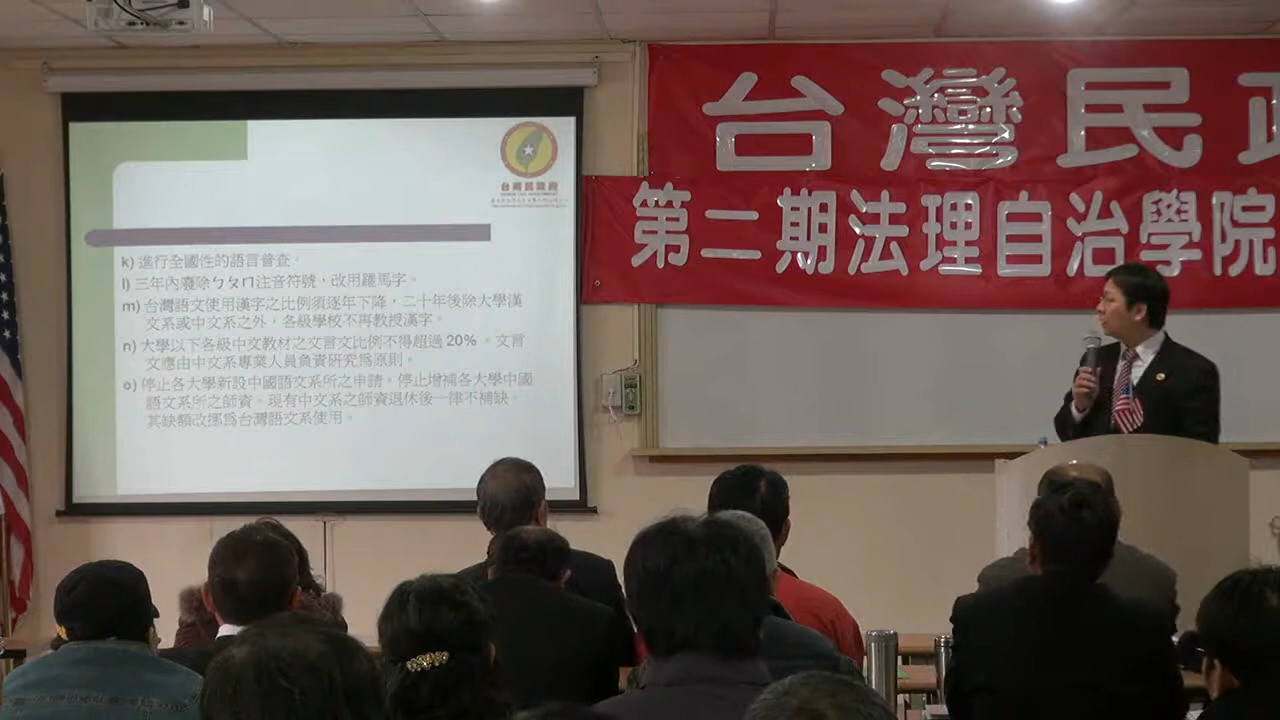 台灣民政
第二期法理自治學院
台灣民政府
k) 進行全國性的語言普查。
l) 三年內廢除ㄅㄆㄇ注音符號、改用羅馬字。
m) 台灣語文使用漢字之比例須逐年下降，二十年後除大學漢
文系或中文系之外，各級學校不再教授漢字。
n) 大學以下各級中文教材之文言文比例不得超過 20% 。文言
文應由中文系專業人員負責研究為原則。
o) 停止各大學新設中國語文系所之申請。停止增補各大學中國
語文系所之師資。現有中文系之師資退休後一律不補缺。
其缺額改挪為台灣語文系使用。